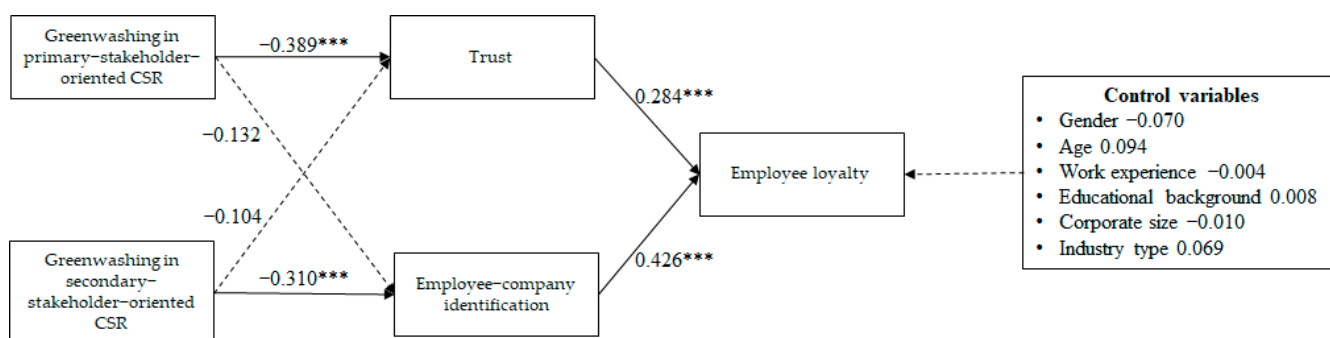 Greenwashing in
primary−stakeholder−
oriented CSR
−0.389***
Trust
−0.132
−0.104
0.284***
Greenwashing in
secondary−
stakeholder−oriented
CSR
−0.310***
Employee−company
identification
0.426***
Employee loyalty
Control variables
• Gender −0.070
• Age 0.094
• Work experience −0.004
• Educational background 0.008
• Corporate size −0.010
• Industry type 0.069